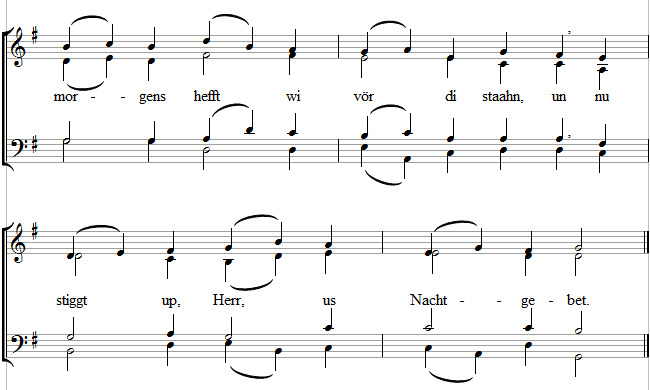 mor - - gens hefft wi vör di staahn, un nu
stiggt up, Herr, us Nacht - - ge - bet.